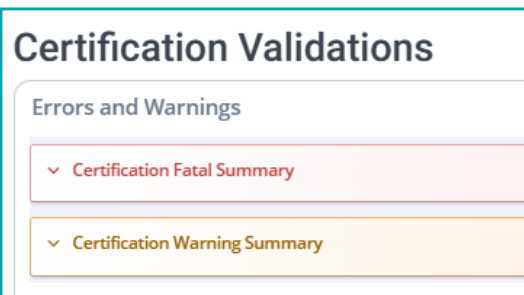 Certification Validations
Errors and Warnings
Certification Fatal Summary
Certification Warning Summary